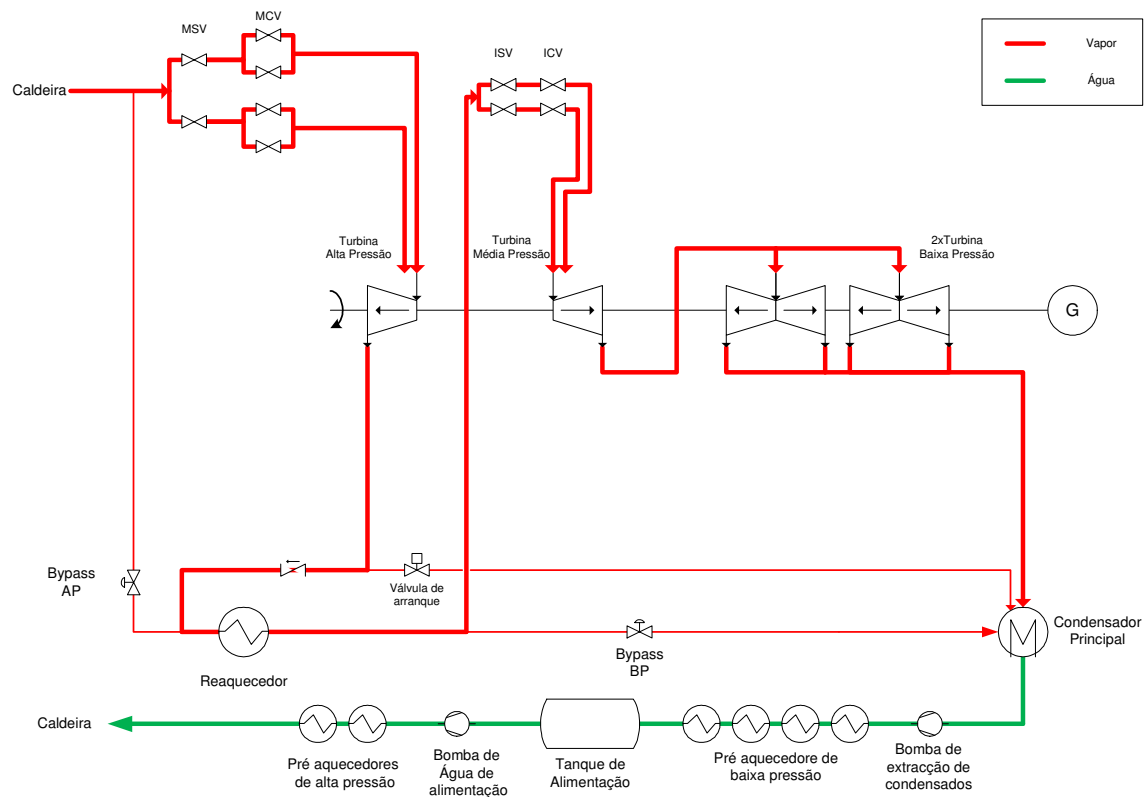 MCV
MSV
ISV
ICV
Vapor
Água
Caldeira
Turbina
Alta Pressão
Turbina
Média Pressão
2xTurbina
Baixa Pressão
G
Bypass
AP
Válvula de
arranque
Reaquecedor
Bypass
BP
Condensador
Principal
Caldeira
Pré aquecedores
de alta pressão
Bomba de
Água de
alimentação
Tanque de
Alimentação
Pré aquecedore de
baixa pressão
Bomba de
extracção de
condensados